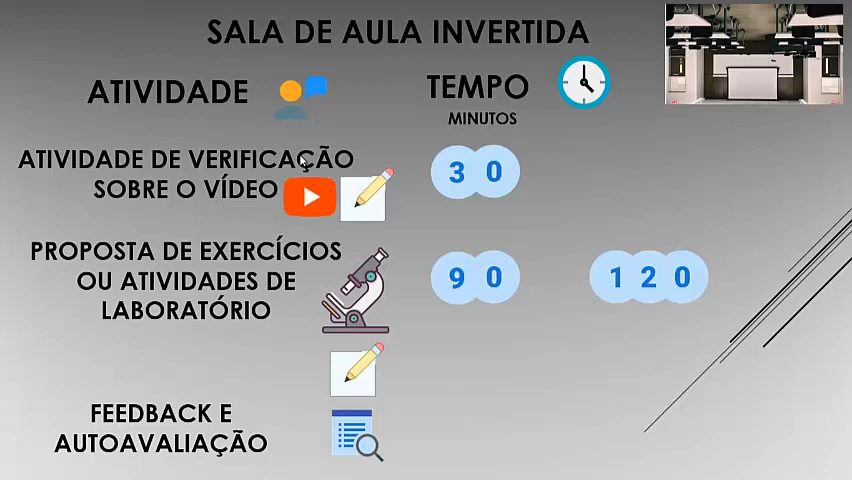 SALA DE AULA INVERTIDA
ATIVIDADE
TEMPO
MINUTOS
ATIVIDADE DE VERIFICAÇÃO
SOBRE O VÍDEO
30
PROPOSTA DE EXERCÍCIOS
OU ATIVIDADES DE
LABORATÓRIO
90
120
FEEDBACK E
AUTOAVALIAÇÃO